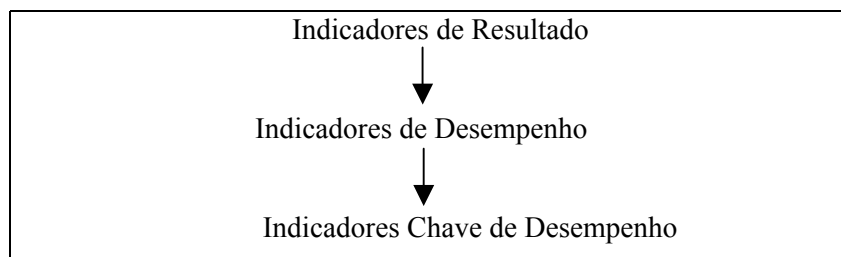 Indicadores de Resultado
Indicadores de Desempenho
Indicadores Chave de Desempenho